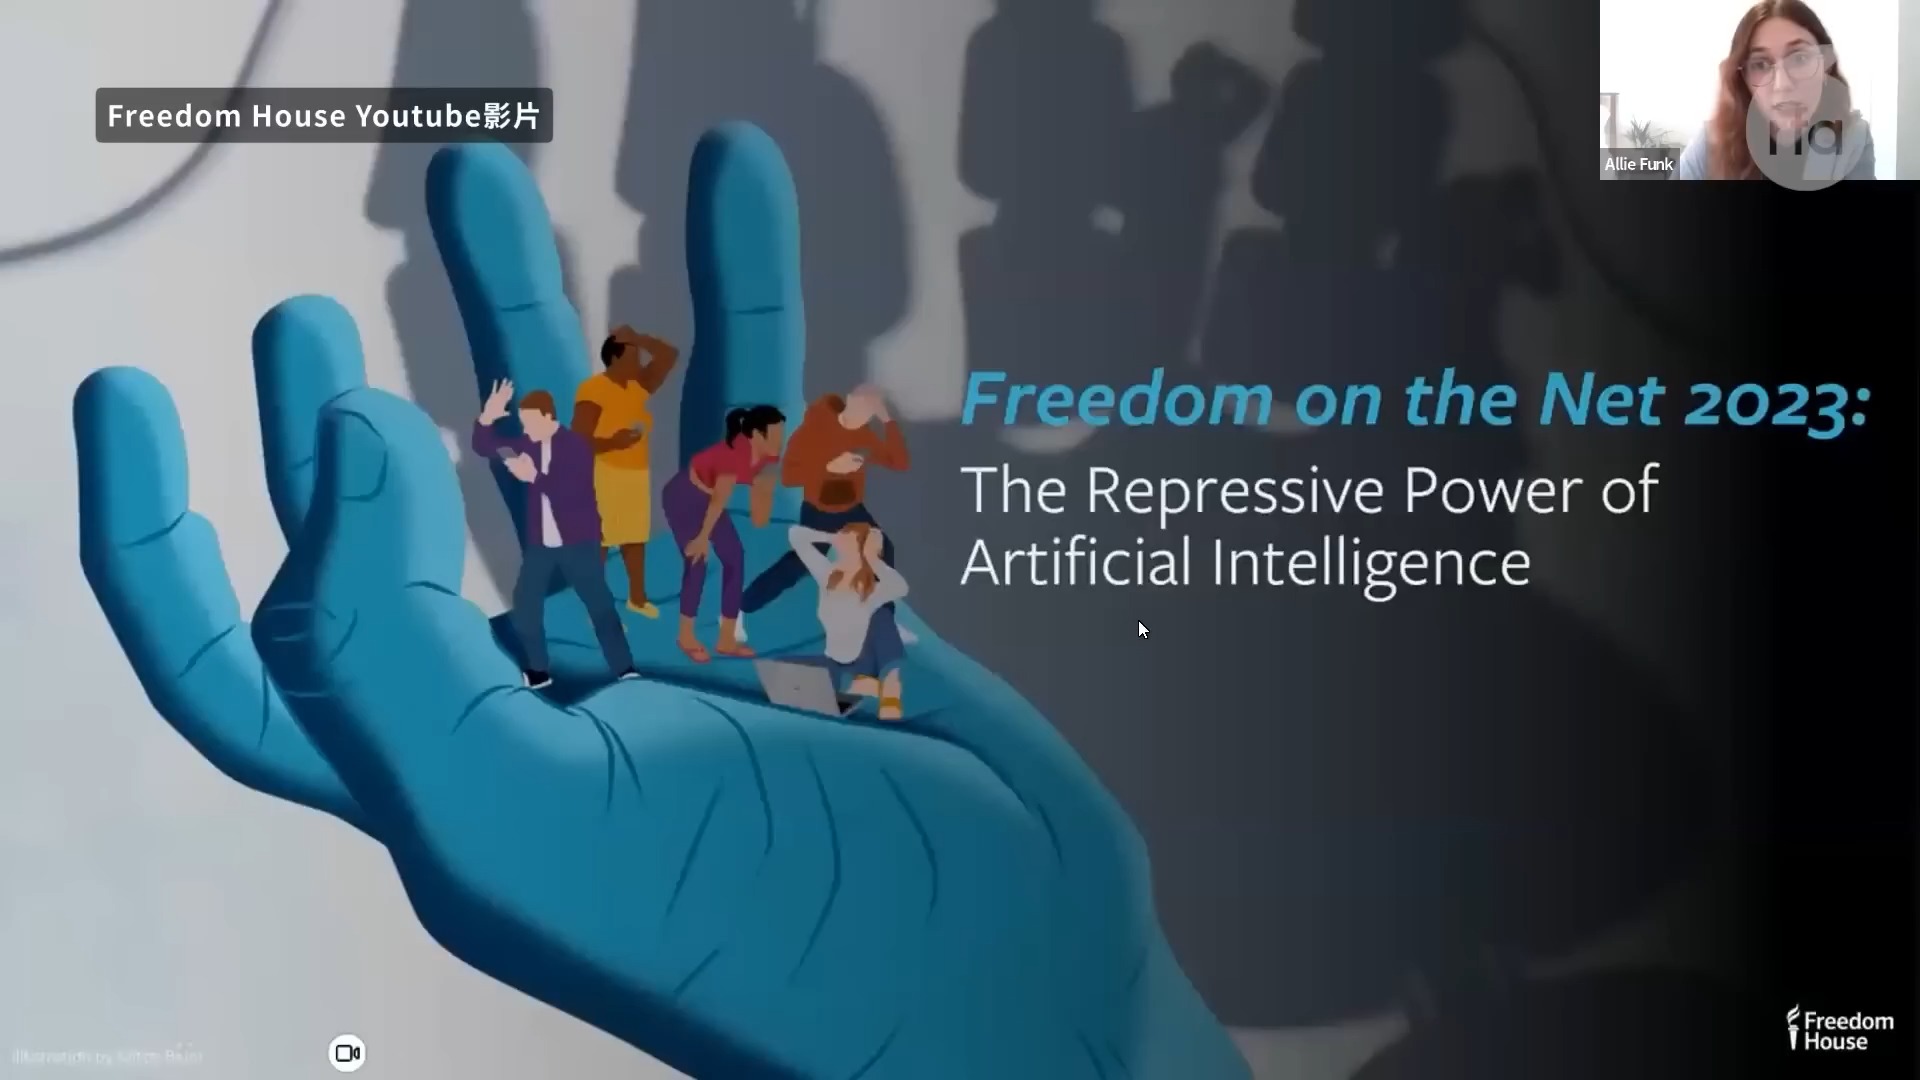 Freedom House Youtube影片
Allie Funk
rfa
Freedom on the Net 2023:
The Repressive Power of
Artificial Intelligence
Freedom
House